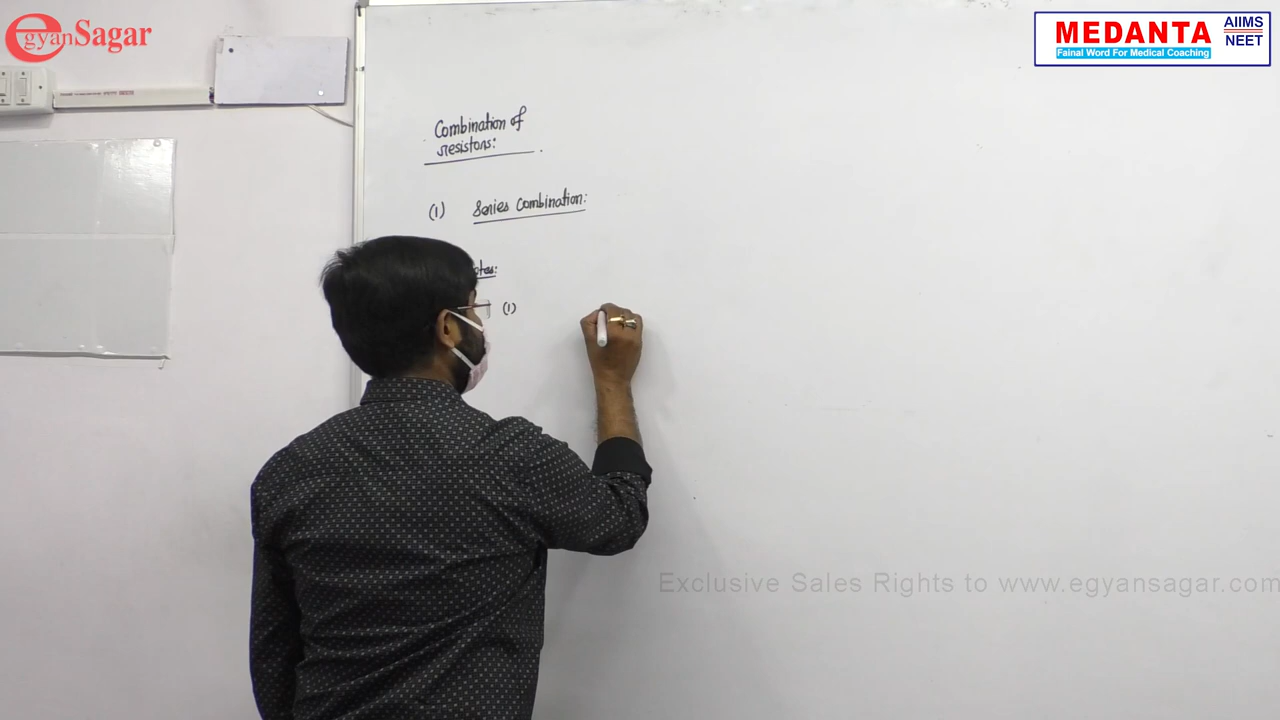 egyanSagar
MEDANTA
AIIMS
NEET
Fainal Word For Medical Coaching
Combination of
resistors:
(1) Series Combination:
(1)
Exclusive Sales Rights to www.egyansagar.com